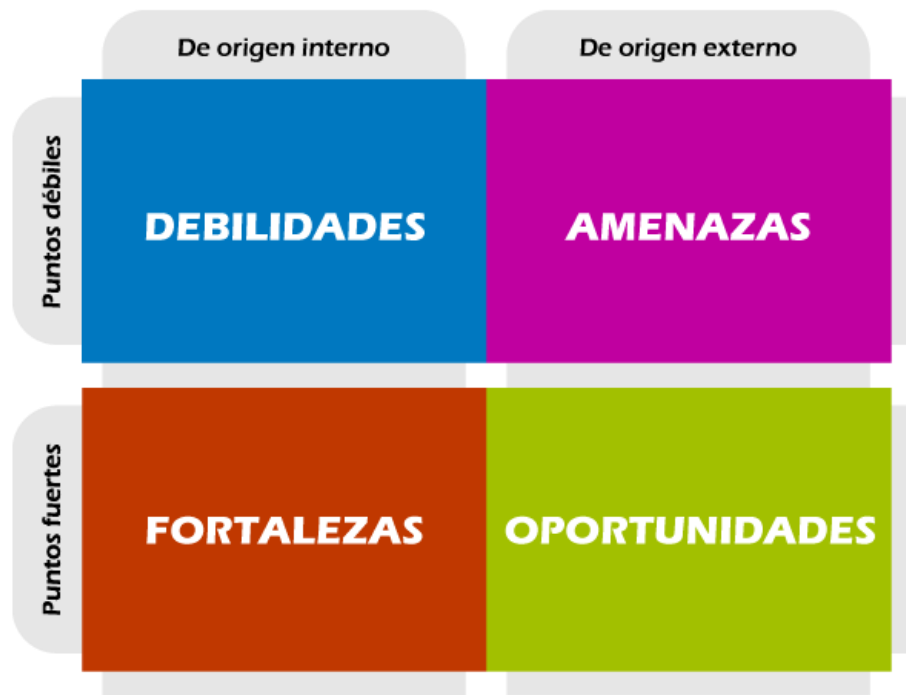 De origen interno
De origen externo
Puntos débiles
DEBILIDADES
AMENAZAS
Puntos fuertes
FORTALEZAS
OPORTUNIDADES